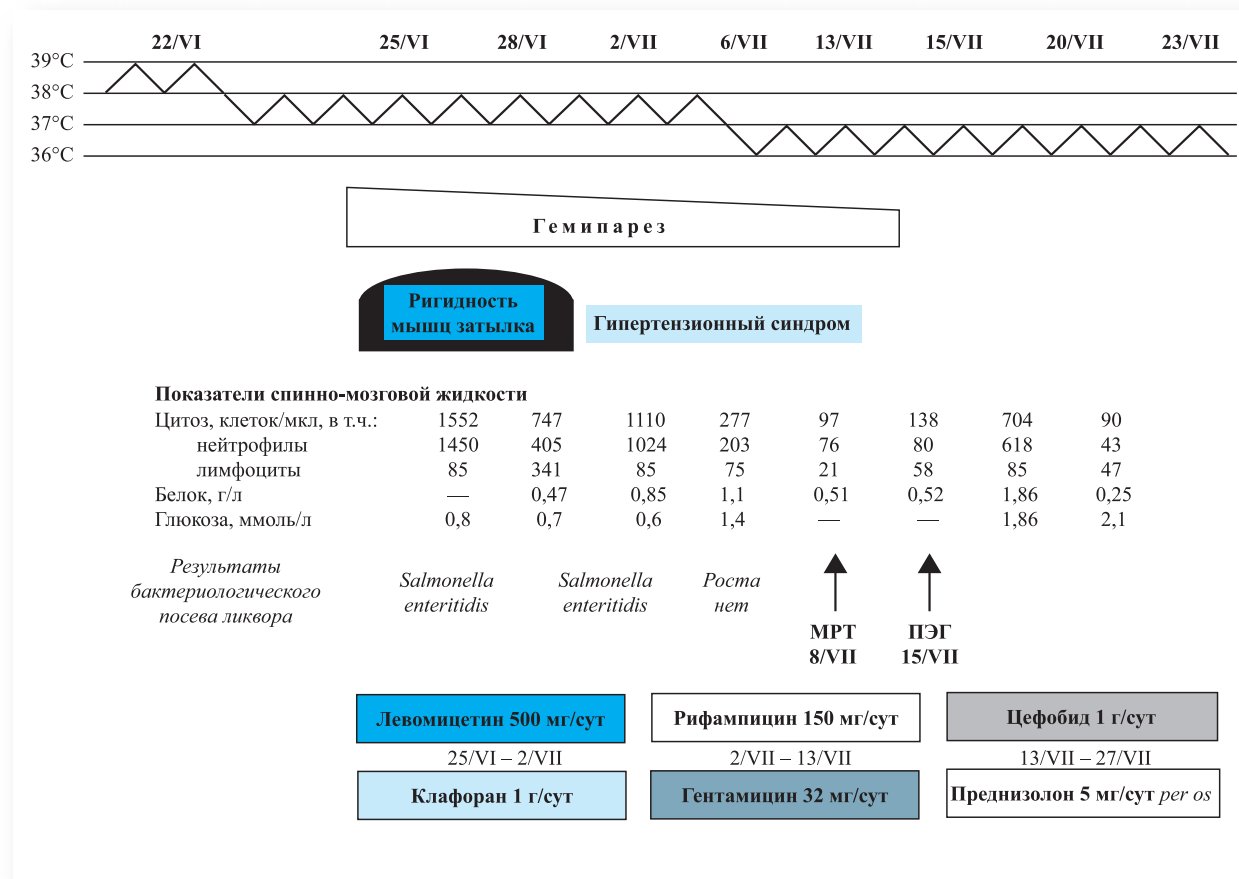 22/VI 25/VI 28/VI 2/VII 6/VII 13/VII 15/VII 20/VII 23/VII
39°C
38°C
37°C
36°C
Гемипарез
Ригидность
мышц затылка
Гипертензионный синдром
Показатели спинно-мозговой жидкости
Цитоз, клеток/мкл, в т.ч.: 1552 747 1110 277 97 138 704 90
нейтрофилы 1450 405 1024 203 76 80 618 43
лимфоциты 85 341 85 75 21 58 85 47
Белок, г/л — 0,47 0,85 1,1 0,51 0,52 1,86 0,25
Глюкоза, ммоль/л 0,8 0,7 0,6 1,4 — — 1,86 2,1
Результаты
бактериологического
посева ликвора
Salmonella
enteritidis
Salmonella
enteritidis
Роста
нет
МРТ
8/VII
ПЭГ
15/VII
Левомицетин 500 мг/сут Рифампицин 150 мг/сут Цефобид 1 г/сут
25/VI – 2/VII 2/VII – 13/VII 13/VII – 27/VII
Клафоран 1 г/сут Гентамицин 32 мг/сут Преднизолон 5 мг/сут per os